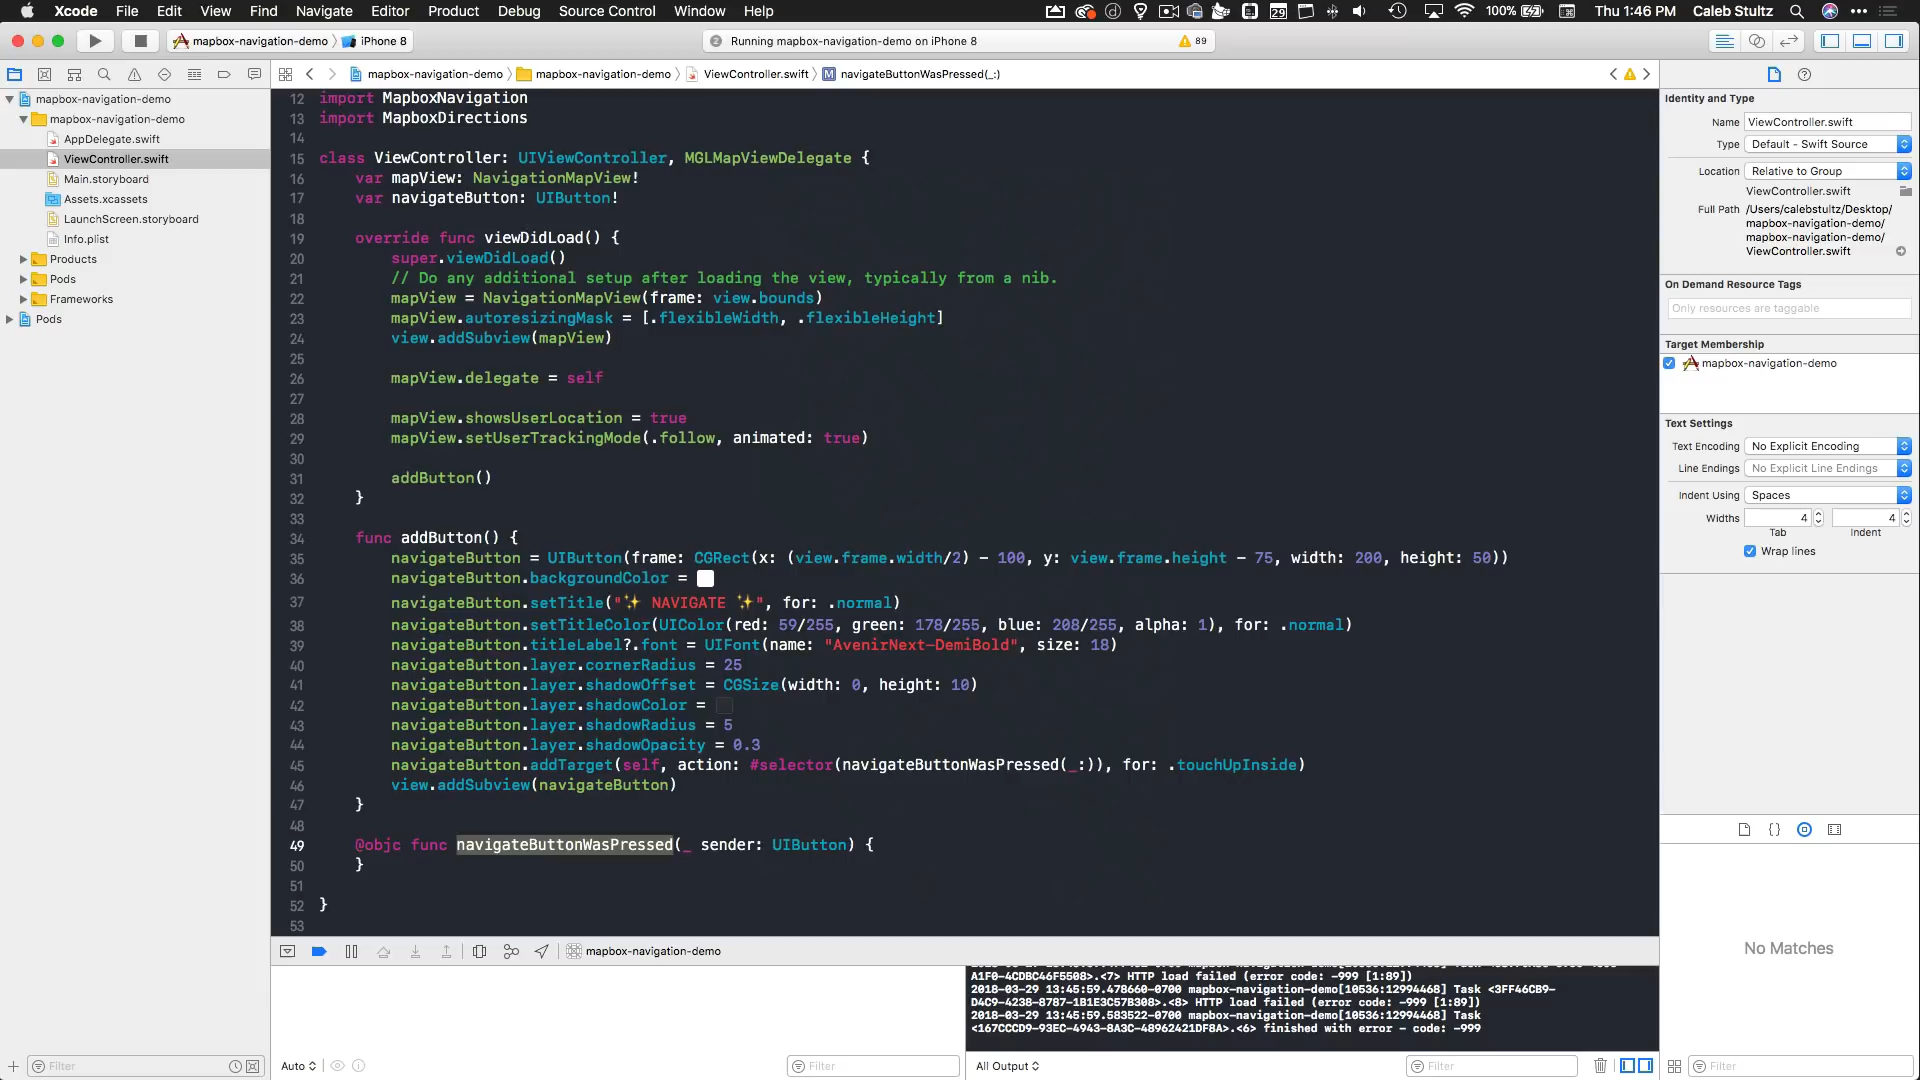 Xcode File Edit View Find Navigate Editor Product Debug Source Control Window Help
29 100% Thu 1:46 PM Caleb Stultz
mapbox-navigation-demo iPhone 8
Running mapbox-navigation-demo on iPhone 8
89
mapbox-navigation-demo
mapbox-navigation-demo
AppDelegate.swift
ViewController.swift
Main.storyboard
Assets.xcassets
LaunchScreen.storyboard
Info.plist
Products
Pods
Frameworks
Pods
Filter
mapbox-navigation-demo mapbox-navigation-demo ViewController.swift M navigateButtonWasPressed(_:)
12 import MapboxNavigation
13 import MapboxDirections
14
15 class ViewController: UIViewController, MGLMapViewDelegate {
16 var mapView: NavigationMapView!
17 var navigateButton: UIButton!
18
19 override func viewDidLoad() {
20 super.viewDidLoad()
21 // Do any additional setup after loading the view, typically from a nib.
22 mapView = NavigationMapView(frame: view.bounds)
23 mapView.autoresizingMask = [.flexibleWidth, .flexibleHeight]
24 view.addSubview(mapView)
25
26 mapView.delegate = self
27
28 mapView.showsUserLocation = true
29 mapView.setUserTrackingMode(.follow, animated: true)
30
31 addButton()
32 }
33
34 func addButton() {
35 navigateButton = UIButton(frame: CGRect(x: (view.frame.width/2) - 100, y: view.frame.height - 75, width: 200, height: 50))
36 navigateButton.backgroundColor =
37 navigateButton.setTitle("✨ NAVIGATE ✨", for: .normal)
38 navigateButton.setTitleColor(UIColor(red: 59/255, green: 178/255, blue: 208/255, alpha: 1), for: .normal)
39 navigateButton.titleLabel?.font = UIFont(name: "AvenirNext-DemiBold", size: 18)
40 navigateButton.layer.cornerRadius = 25
41 navigateButton.layer.shadowOffset = CGSize(width: 0, height: 10)
42 navigateButton.layer.shadowColor =
43 navigateButton.layer.shadowRadius = 5
44 navigateButton.layer.shadowOpacity = 0.3
45 navigateButton.addTarget(self, action: #selector(navigateButtonWasPressed(_:)), for: .touchUpInside)
46 view.addSubview(navigateButton)
47 }
48
49 @objc func navigateButtonWasPressed(_ sender: UIButton) {
50 }
51
52 }
53
mapbox-navigation-demo
A1F0-4CDBC46F5508>.<7> HTTP load failed (error code: -999 [1:89])
2018-03-29 13:45:59.478660-0700 mapbox-navigation-demo[10536:12994468] Task <3FF46CB9-
D4C9-4238-8787-1B1E3C57B308>.<8> HTTP load failed (error code: -999 [1:89])
2018-03-29 13:45:59.583522-0700 mapbox-navigation-demo[10536:12994468] Task
<167CCCD9-93EC-4943-8A3C-48962421DF8A>.<6> finished with error - code: -999
Auto
Filter
All Output
Filter
Identity and Type
Name ViewController.swift
Type Default - Swift Source
Location Relative to Group
ViewController.swift
Full Path /Users/calebstultz/Desktop/
mapbox-navigation-demo/
mapbox-navigation-demo/
ViewController.swift
On Demand Resource Tags
Only resources are taggable
Target Membership
mapbox-navigation-demo
Text Settings
Text Encoding No Explicit Encoding
Line Endings No Explicit Line Endings
Indent Using Spaces
Widths 4 4
Tab Indent
Wrap lines
No Matches
Filter